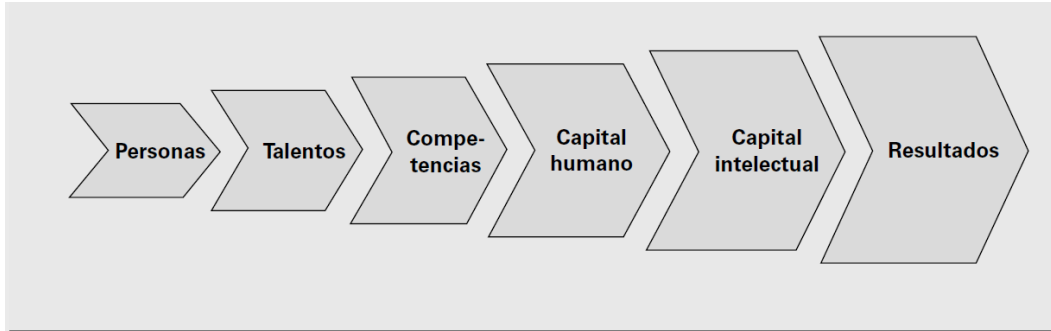 Personas
Talentos
Compe-
tencias
Capital
humano
Capital
intelectual
Resultados